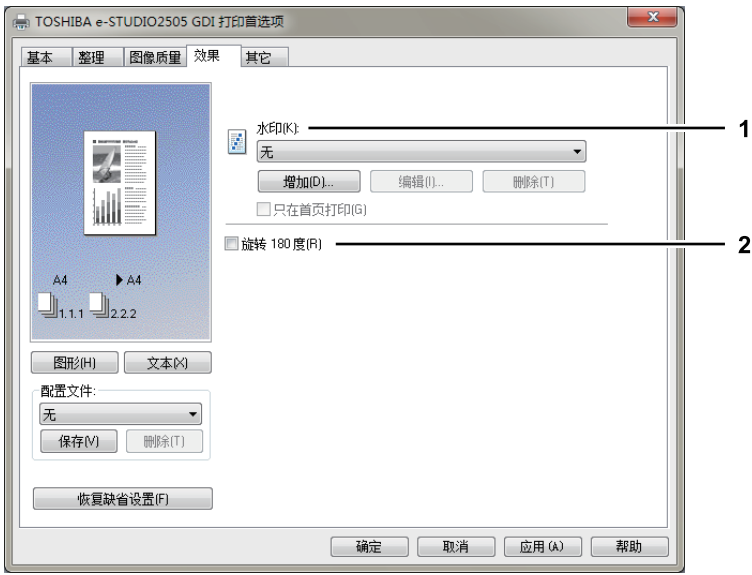 TOSHIBA e-STUDIO2505 GDI 打印首选项
基本 整理 图像质量 效果 其它
水印(K):
1
无
增加(D)... 编辑(I)... 删除(T)
只在首页打印(G)
旋转 180 度(R)
2
A4 A4
1.1.1 2.2.2
图形(H) 文本(X)
配置文件:
无
保存(V) 删除(T)
恢复缺省设置(F)
确定 取消 应用(A) 帮助